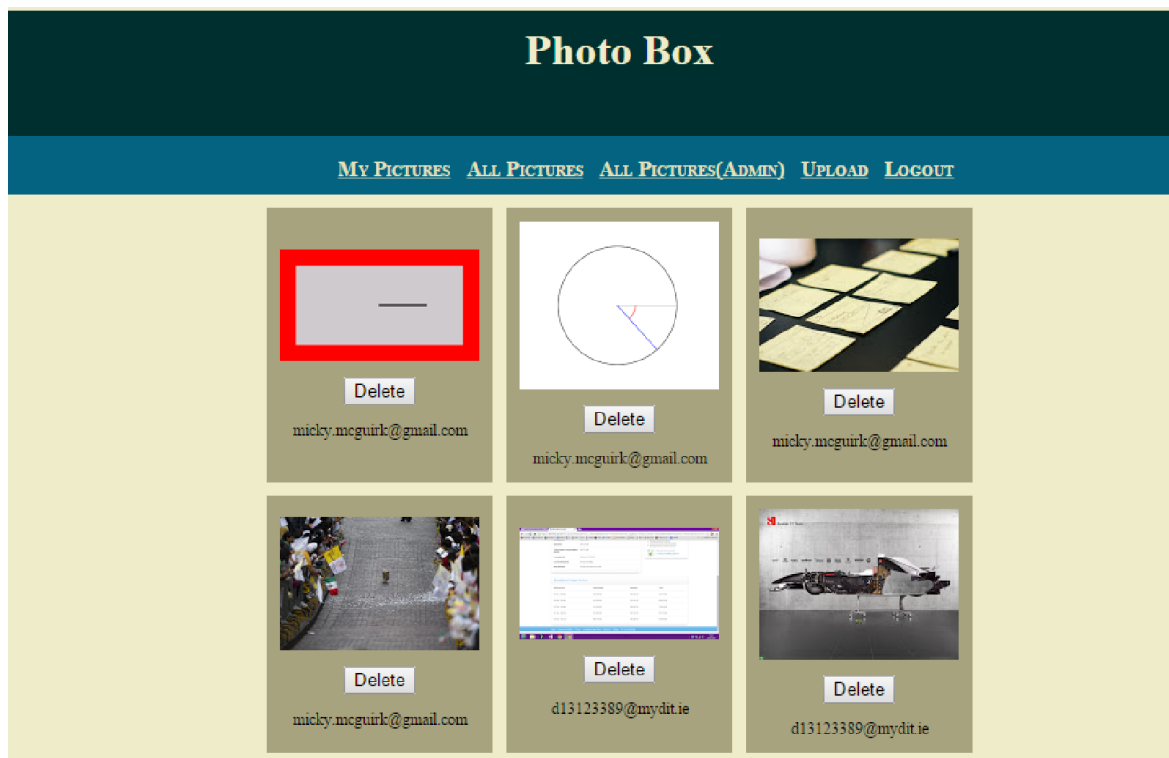 Photo Box
My Pictures All Pictures All Pictures(Admin) Upload Logout
Delete
micky.mcguirk@gmail.com
Delete
micky.mcguirk@gmail.com
Delete
micky.mcguirk@gmail.com
Delete
micky.mcguirk@gmail.com
Delete
d13123389@mydit.ie
Delete
d13123389@mydit.ie